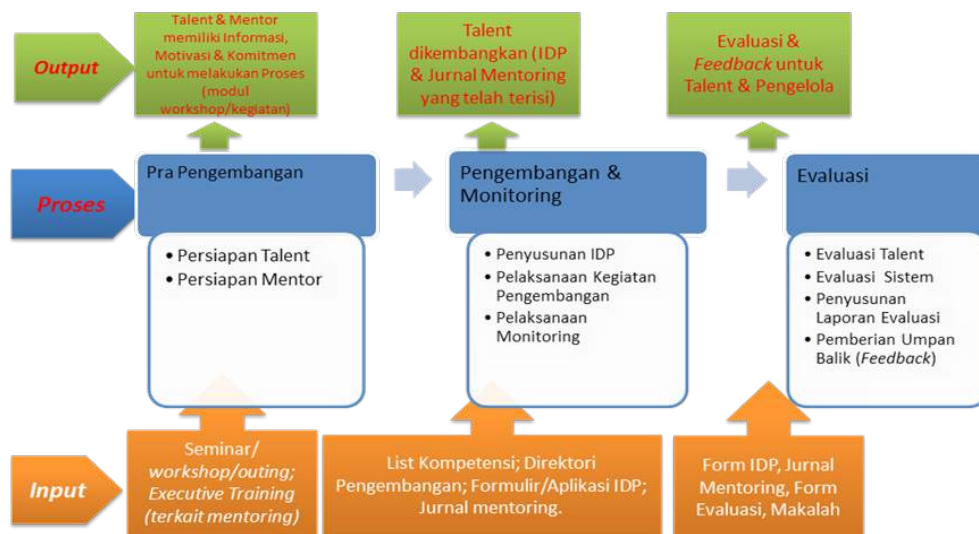 Output
Talent & Mentor
memiliki Informasi,
Motivasi & Komitmen
untuk melakukan Proses
(modul
workshop/kegiatan)
Talent
dikembangkan (IDP
& Jurnal Mentoring
yang telah terisi)
Evaluasi &
Feedback untuk
Talent & Pengelola
Proses
Pra Pengembangan
• Persiapan Talent
• Persiapan Mentor
Pengembangan &
Monitoring
• Penyusunan IDP
• Pelaksanaan Kegiatan
Pengembangan
• Pelaksanaan
Monitoring
Evaluasi
• Evaluasi Talent
• Evaluasi Sistem
• Penyusunan
Laporan Evaluasi
• Pemberian Umpan
Balik (Feedback)
Input
Seminar/
workshop/outing;
Executive Training
(terkait mentoring)
List Kompetensi; Direktori
Pengembangan; Formulir/Aplikasi IDP;
Jurnal mentoring.
Form IDP, Jurnal
Mentoring, Form
Evaluasi, Makalah